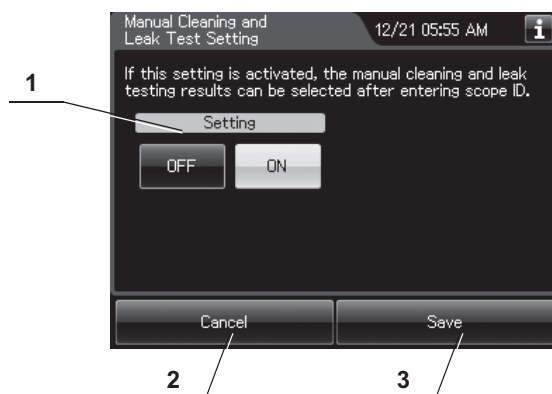 Manual Cleaning and
Leak Test Setting
12/21 05:55 AM
i
If this setting is activated, the manual cleaning and leak
testing results can be selected after entering scope ID.
1
Setting
OFF
ON
Cancel
Save
2
3